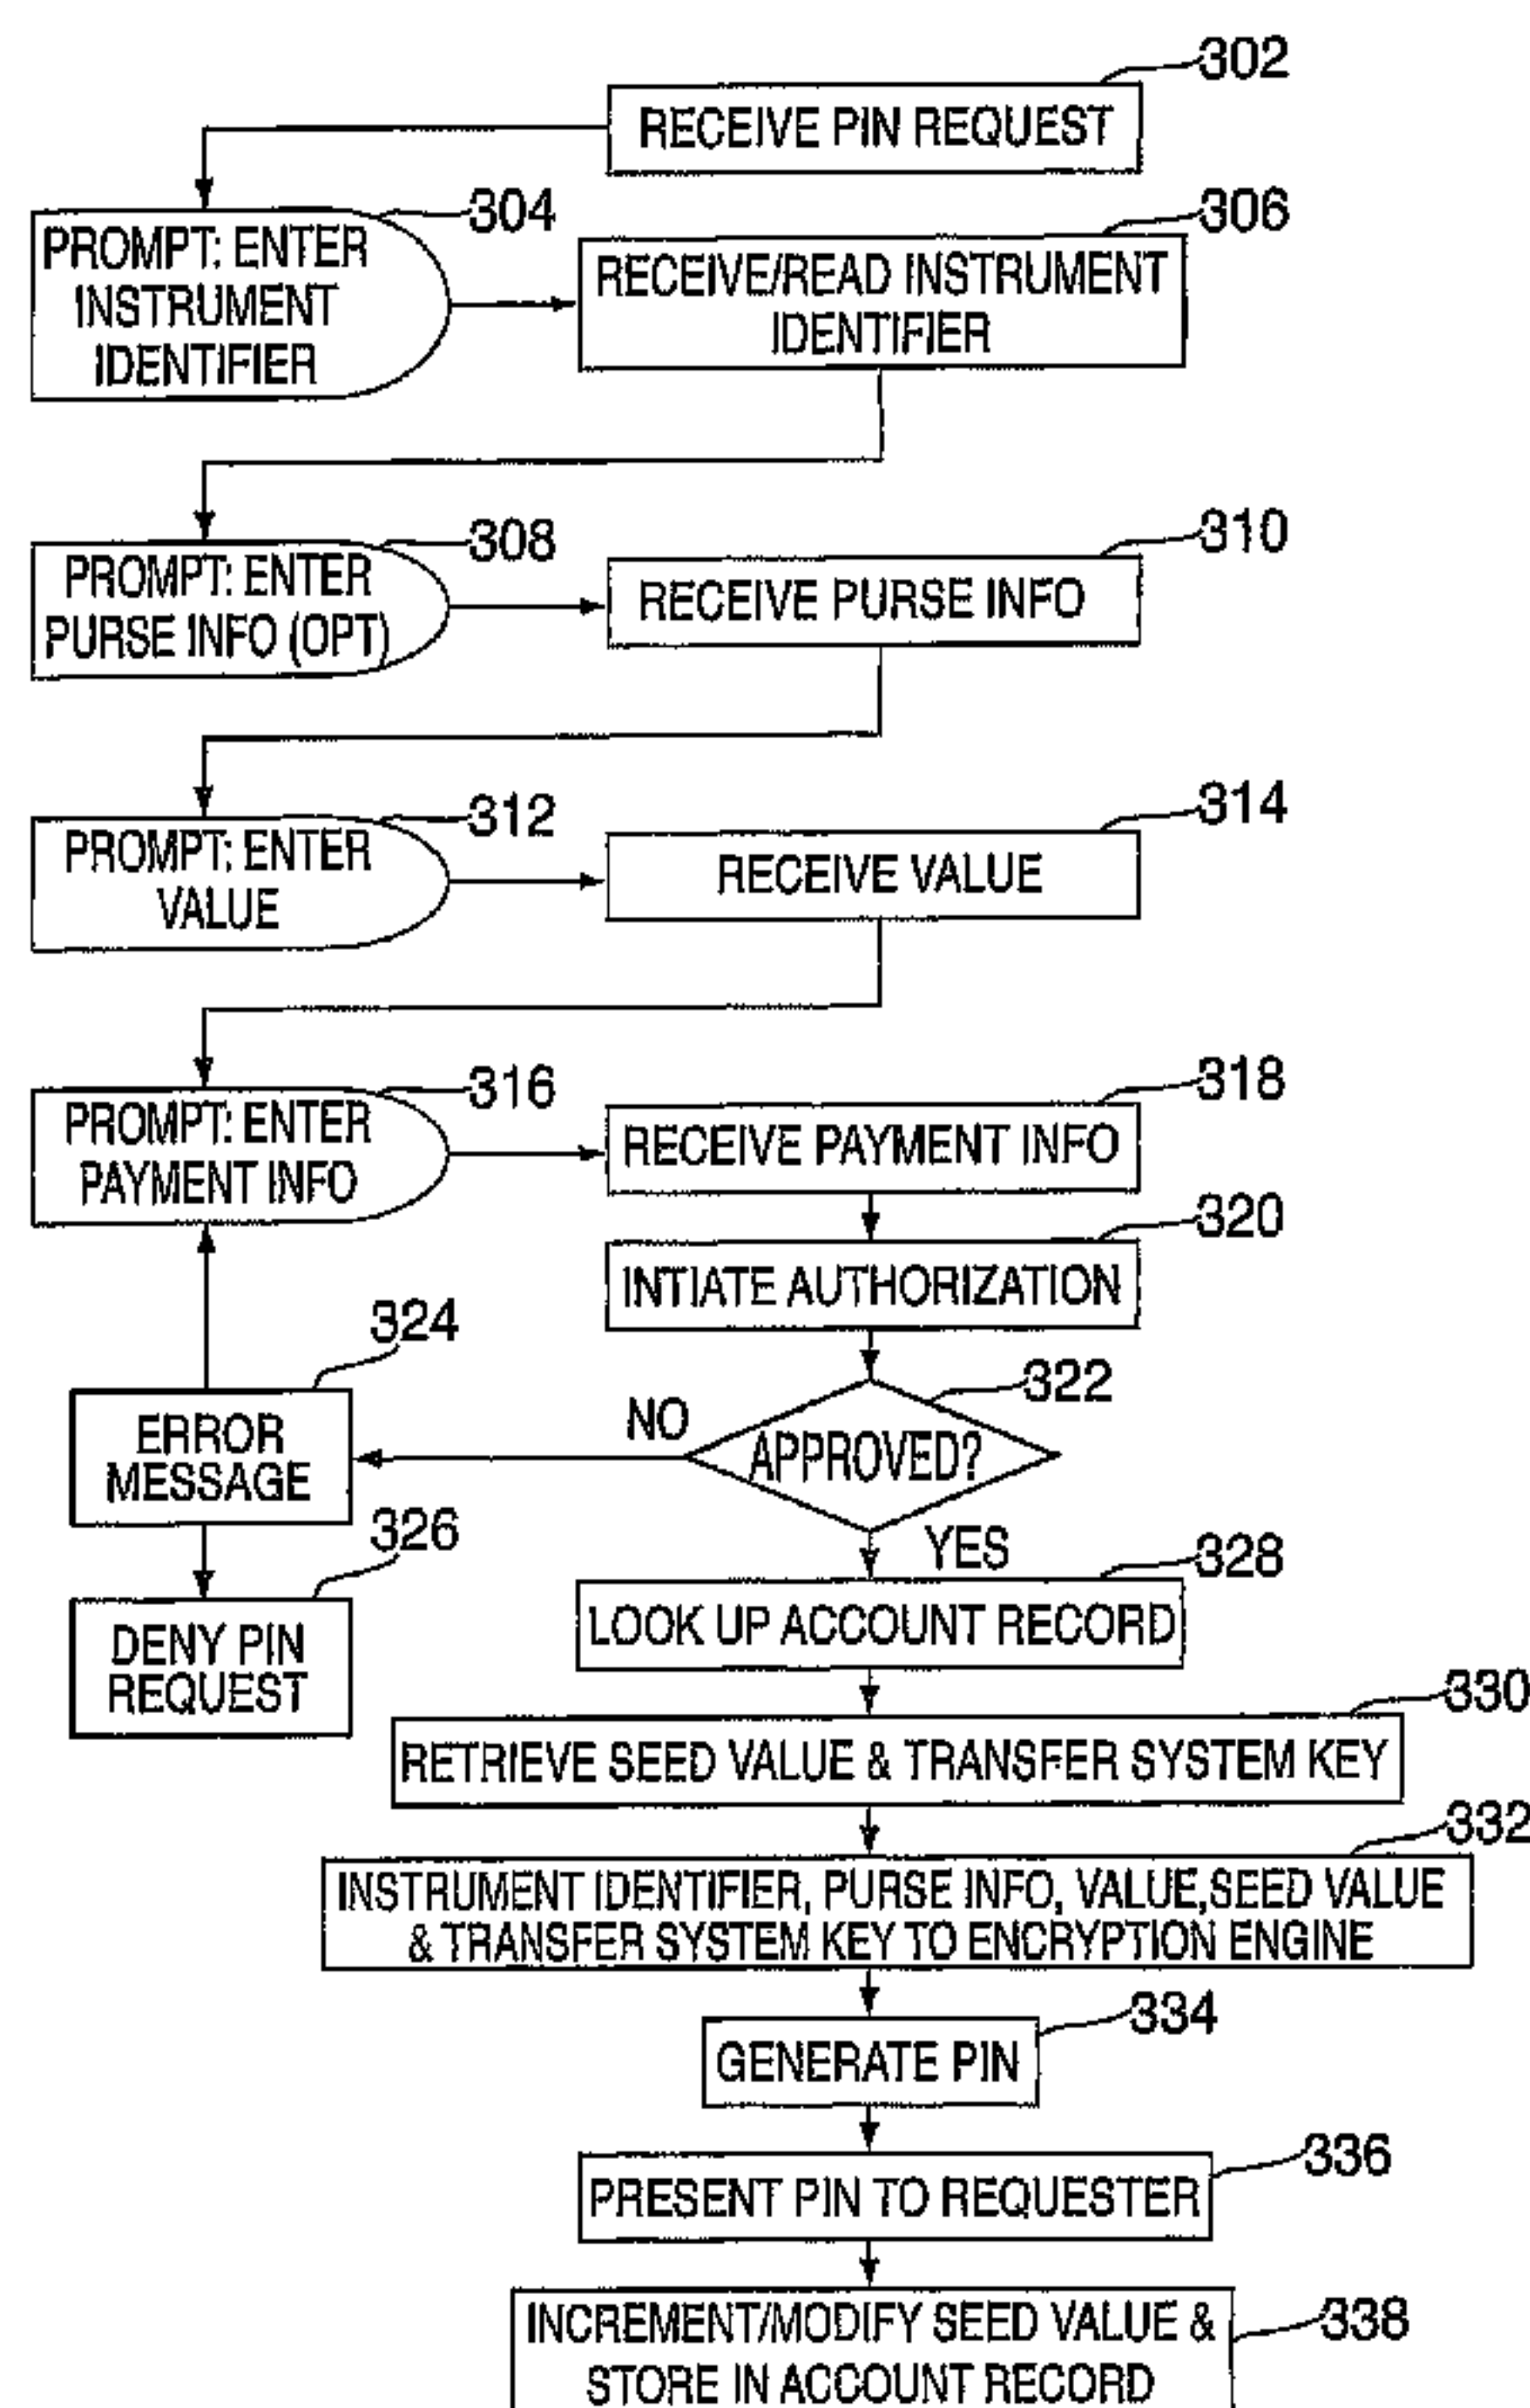 302
RECEIVE PIN REQUEST
304
PROMPT: ENTER
INSTRUMENT
IDENTIFIER
306
RECEIVE/READ INSTRUMENT
IDENTIFIER
308
PROMPT: ENTER
PURSE INFO (OPT)
310
RECEIVE PURSE INFO
312
PROMPT: ENTER
VALUE
314
RECEIVE VALUE
316
PROMPT: ENTER
PAYMENT INFO
318
RECEIVE PAYMENT INFO
320
INTIATE AUTHORIZATION
322
APPROVED?
NO
324
ERROR
MESSAGE
326
DENY PIN
REQUEST
YES
328
LOOK UP ACCOUNT RECORD
330
RETRIEVE SEED VALUE & TRANSFER SYSTEM KEY
332
INSTRUMENT IDENTIFIER, PURSE INFO, VALUE,SEED VALUE
& TRANSFER SYSTEM KEY TO ENCRYPTION ENGINE
334
GENERATE PIN
336
PRESENT PIN TO REQUESTER
338
INCREMENT/MODIFY SEED VALUE &
STORE IN ACCOUNT RECORD